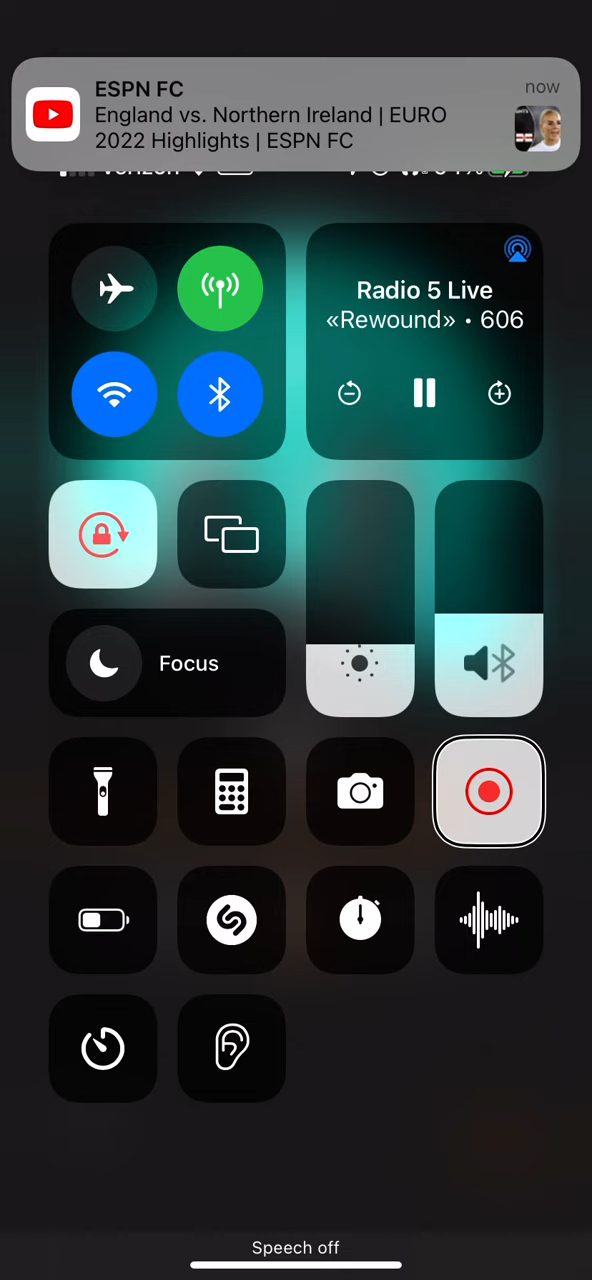 ESPN FC
now
England vs. Northern Ireland | EURO
2022 Highlights | ESPN FC
Radio 5 Live
«Rewound» • 606
Focus
Speech off